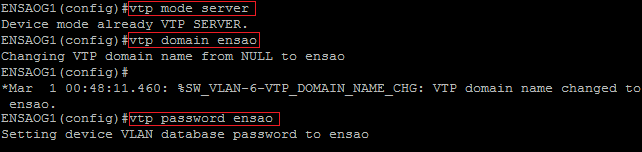 ENSAOG1(config)#vtp mode server
Device mode already VTP SERVER.
ENSAOG1(config)#vtp domain ensao
Changing VTP domain name from NULL to ensao
ENSAOG1(config)#
*Mar  1 00:48:11.460: %SW_VLAN-6-VTP_DOMAIN_NAME_CHG: VTP domain name changed to
 ensao.
ENSAOG1(config)#vtp password ensao
Setting device VLAN database password to ensao